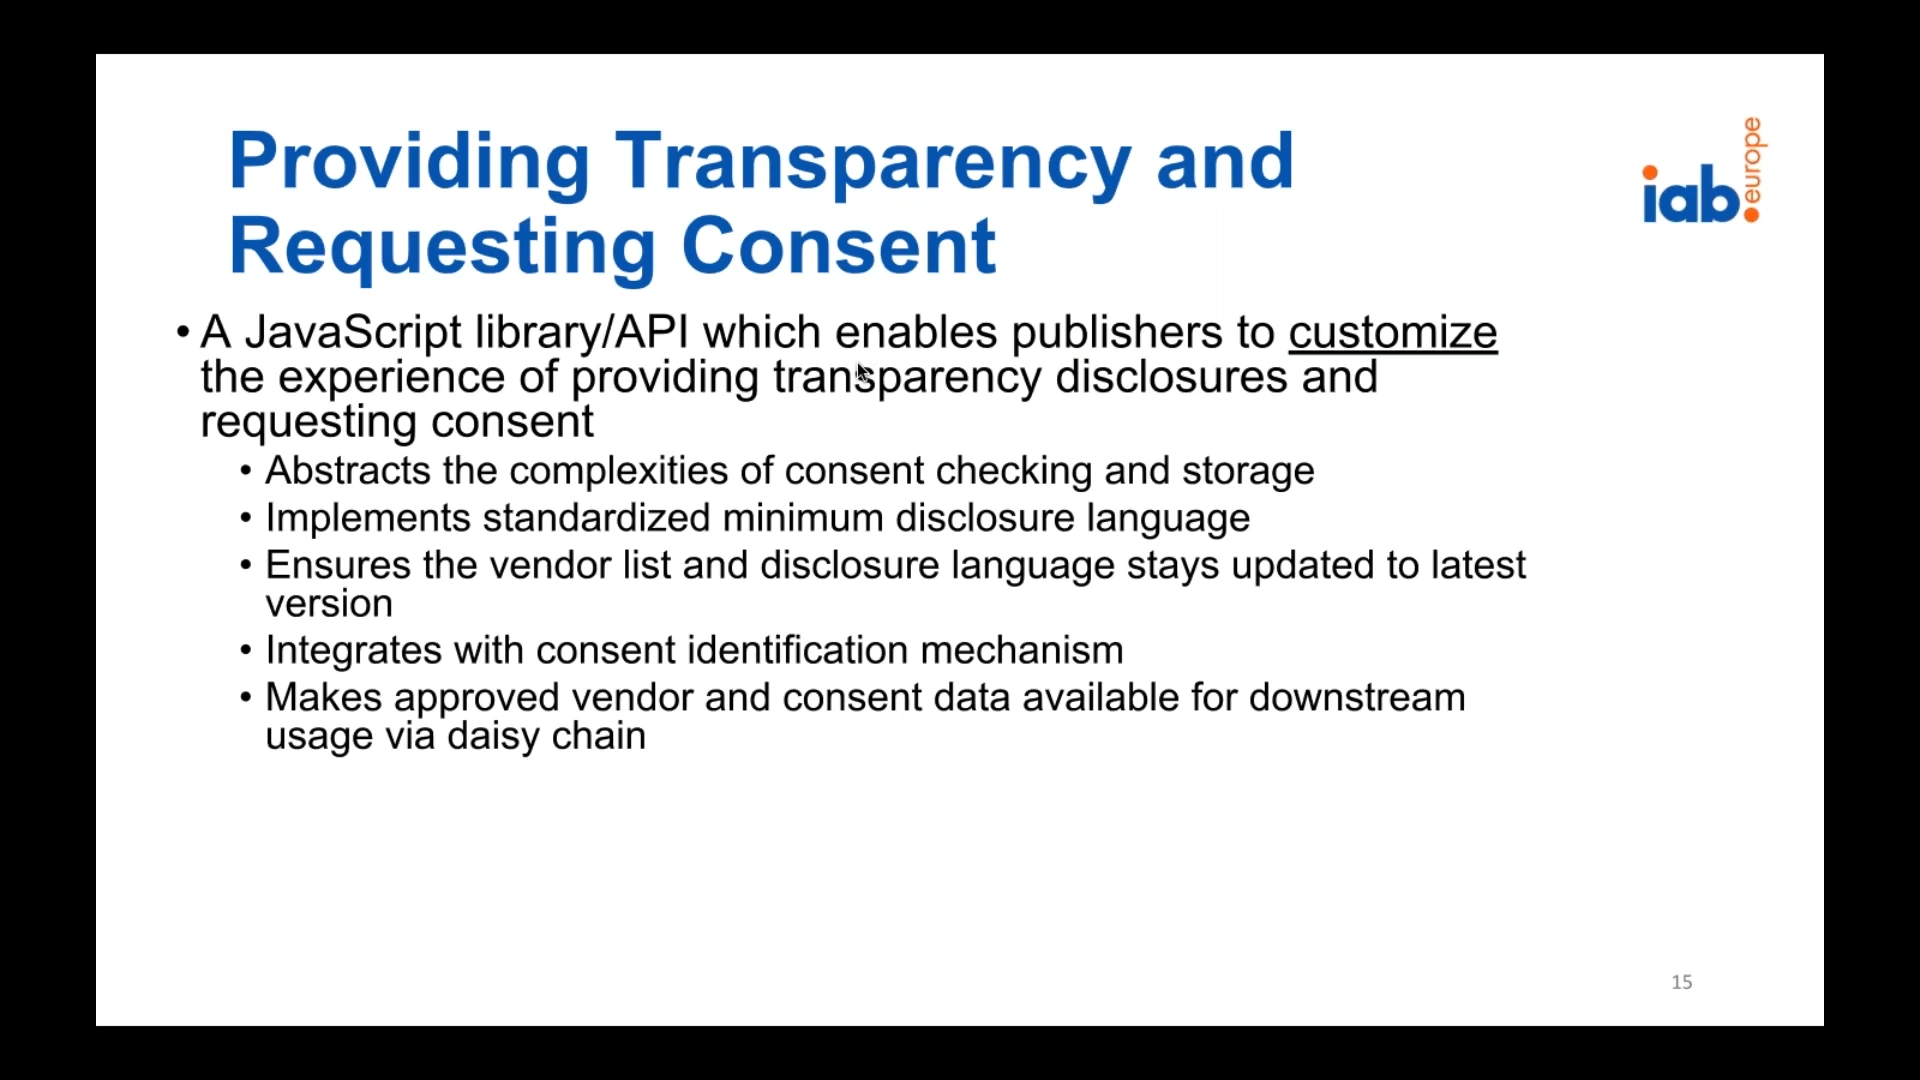 Providing Transparency and
Requesting Consent
iab.europe
• A JavaScript library/API which enables publishers to customize
the experience of providing transparency disclosures and
requesting consent
• Abstracts the complexities of consent checking and storage
• Implements standardized minimum disclosure language
• Ensures the vendor list and disclosure language stays updated to latest
version
• Integrates with consent identification mechanism
• Makes approved vendor and consent data available for downstream
usage via daisy chain
15